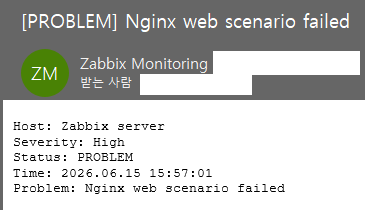 [PROBLEM] Nginx web scenario failed
ZM
Zabbix Monitoring
받는 사람
Host: Zabbix server
Severity: High
Status: PROBLEM
Time: 2026.06.15 15:57:01
Problem: Nginx web scenario failed